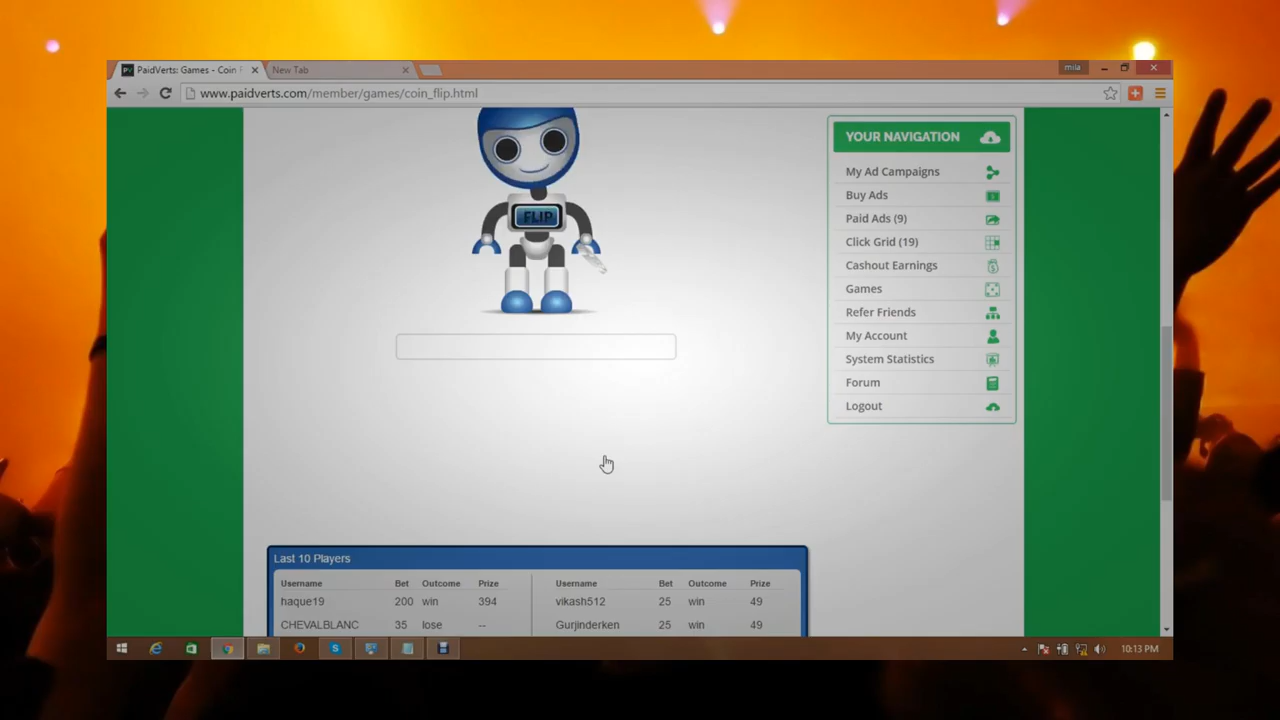 PaidVerts: Games - Coin F
New Tab
mila
www.paidverts.com/member/games/coin_flip.html
FLIP
YOUR NAVIGATION
My Ad Campaigns
Buy Ads
Paid Ads (9)
Click Grid (19)
Cashout Earnings
Games
Refer Friends
My Account
System Statistics
Forum
Logout
Last 10 Players
Username Bet Outcome Prize Username Bet Outcome Prize
haque19 200 win 394 vikash512 25 win 49
CHEVALBLANC 35 lose -- Gurjinderken 25 win 49
10:13 PM